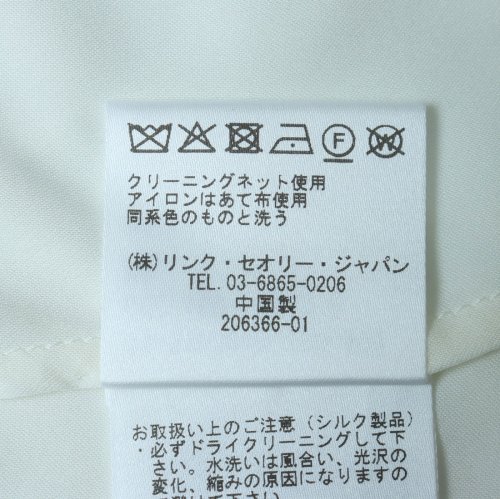 F W
クリーニングネット使用
アイロンはあて布使用
同系色のものと洗う
(株)リンク・セオリー・ジャパン
TEL. 03-6865-0206
中国製
206366-01
お取扱い上のご注意(シルク製品)
・必ずドライクリーニングして下
さい。水洗いは風合い、光沢の
変化、縮みの原因になりますの